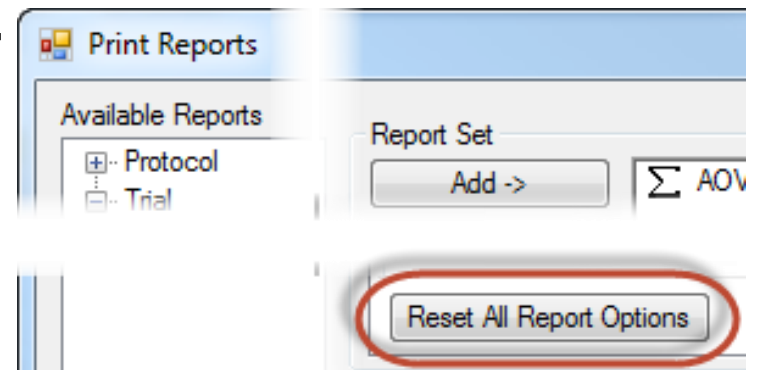 Print Reports
Available Reports
Protocol
Trial
Report Set
Add ->
Σ AOV
Reset All Report Options